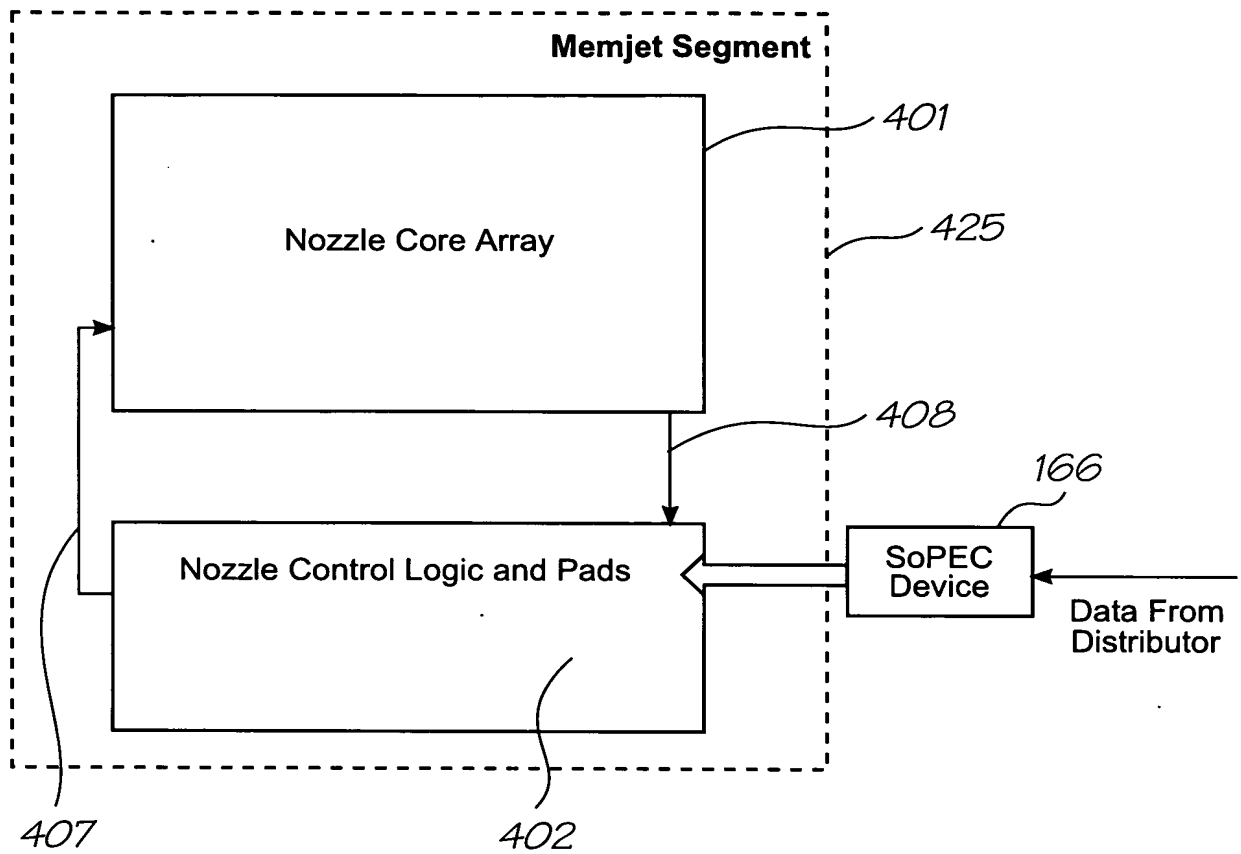 Memjet Segment
401
Nozzle Core Array
425
408
166
SoPEC
Device
Nozzle Control Logic and Pads
Data From
Distributor
407
402